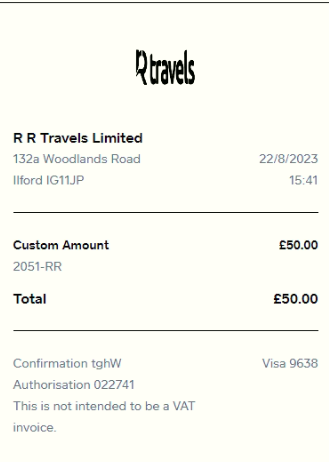 R travels
R R Travels Limited
132a Woodlands Road 22/8/2023
Ilford IG11JP 15:41
Custom Amount £50.00
2051-RR
Total £50.00
Confirmation tghW Visa 9638
Authorisation 022741
This is not intended to be a VAT
invoice.